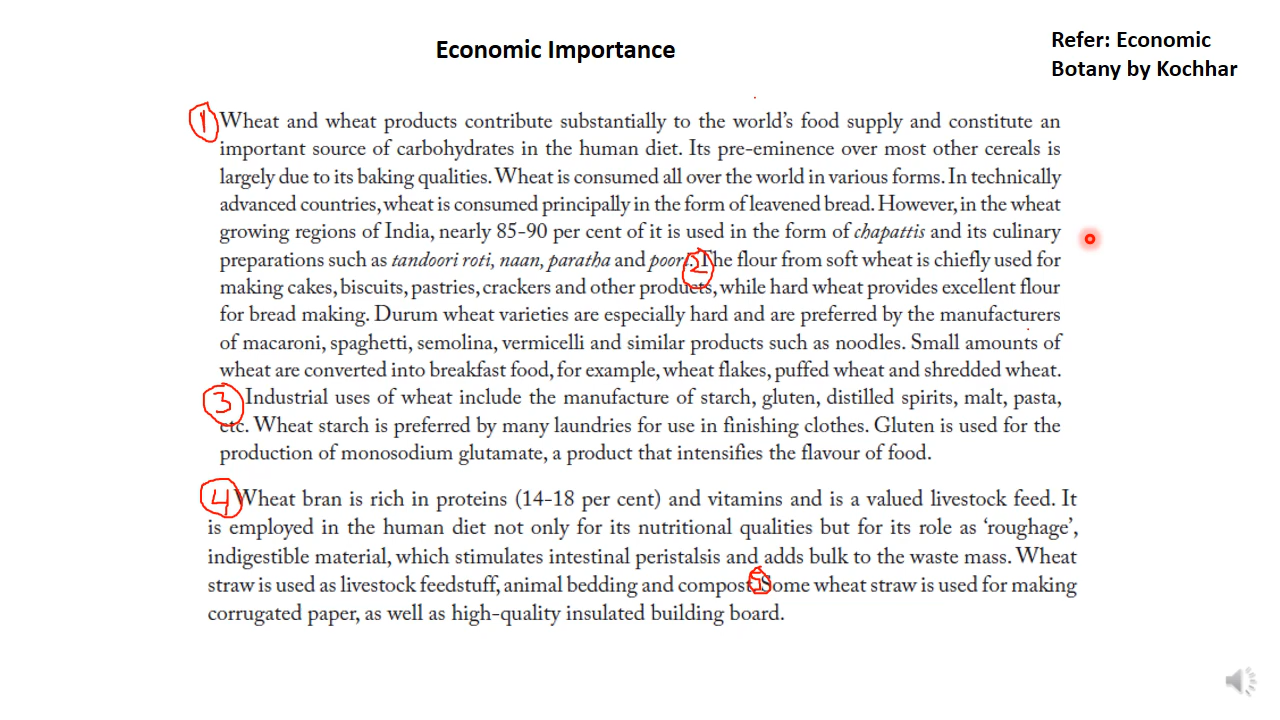 Economic Importance
Refer: Economic
Botany by Kochhar
1 Wheat and wheat products contribute substantially to the world's food supply and constitute an
important source of carbohydrates in the human diet. Its pre-eminence over most other cereals is
largely due to its baking qualities. Wheat is consumed all over the world in various forms. In technically
advanced countries, wheat is consumed principally in the form of leavened bread. However, in the wheat
growing regions of India, nearly 85-90 per cent of it is used in the form of chapattis and its culinary
preparations such as tandoori roti, naan, paratha and poori. 2 The flour from soft wheat is chiefly used for
making cakes, biscuits, pastries, crackers and other products, while hard wheat provides excellent flour
for bread making. Durum wheat varieties are especially hard and are preferred by the manufacturers
of macaroni, spaghetti, semolina, vermicelli and similar products such as noodles. Small amounts of
wheat are converted into breakfast food, for example, wheat flakes, puffed wheat and shredded wheat.
3 Industrial uses of wheat include the manufacture of starch, gluten, distilled spirits, malt, pasta,
etc. Wheat starch is preferred by many laundries for use in finishing clothes. Gluten is used for the
production of monosodium glutamate, a product that intensifies the flavour of food.
4 Wheat bran is rich in proteins (14-18 per cent) and vitamins and is a valued livestock feed. It
is employed in the human diet not only for its nutritional qualities but for its role as 'roughage',
indigestible material, which stimulates intestinal peristalsis and adds bulk to the waste mass. Wheat
straw is used as livestock feedstuff, animal bedding and compost. 5 Some wheat straw is used for making
corrugated paper, as well as high-quality insulated building board.